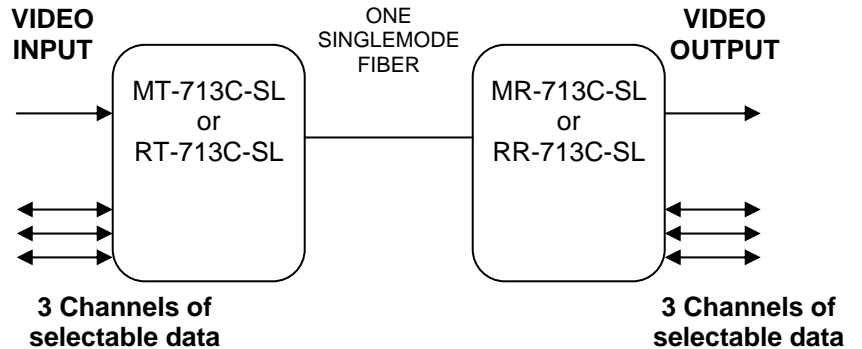 VIDEO
INPUT
ONE
SINGLEMODE
FIBER
VIDEO
OUTPUT
MT-713C-SL
or
RT-713C-SL
MR-713C-SL
or
RR-713C-SL
3 Channels of
selectable data
3 Channels of
selectable data